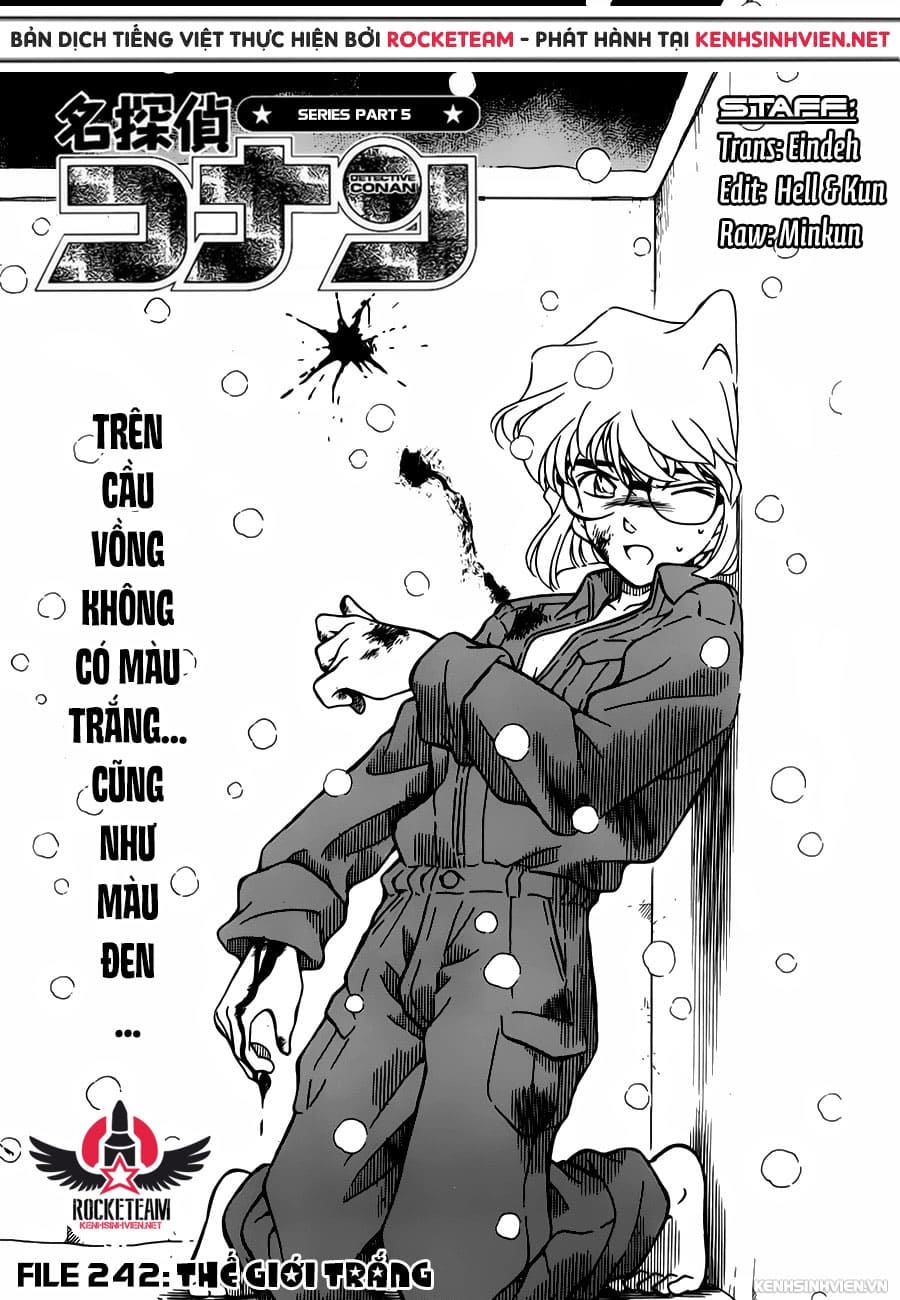 BẢN DỊCH TIẾNG VIỆT THỰC HIỆN BỞI ROCKETEAM - PHÁT HÀNH TẠI KENHSINHVIEN.NET
名探偵
★ SERIES PART 5 ★
コナン
DETECTIVE
CONAN
STAFF:
Trans: Eindeh
Edit: Hell & Kun
Raw: Minkun
TRÊN
CẦU
VỒNG
KHÔNG
CÓ MÀU
TRẮNG...
CŨNG
NHƯ
MÀU
ĐEN
...
ROCKETEAM
KENHSINHVIEN.NET
FILE 242: THẾ GIỚI TRẮNG
KENHSINHVIEN.VN